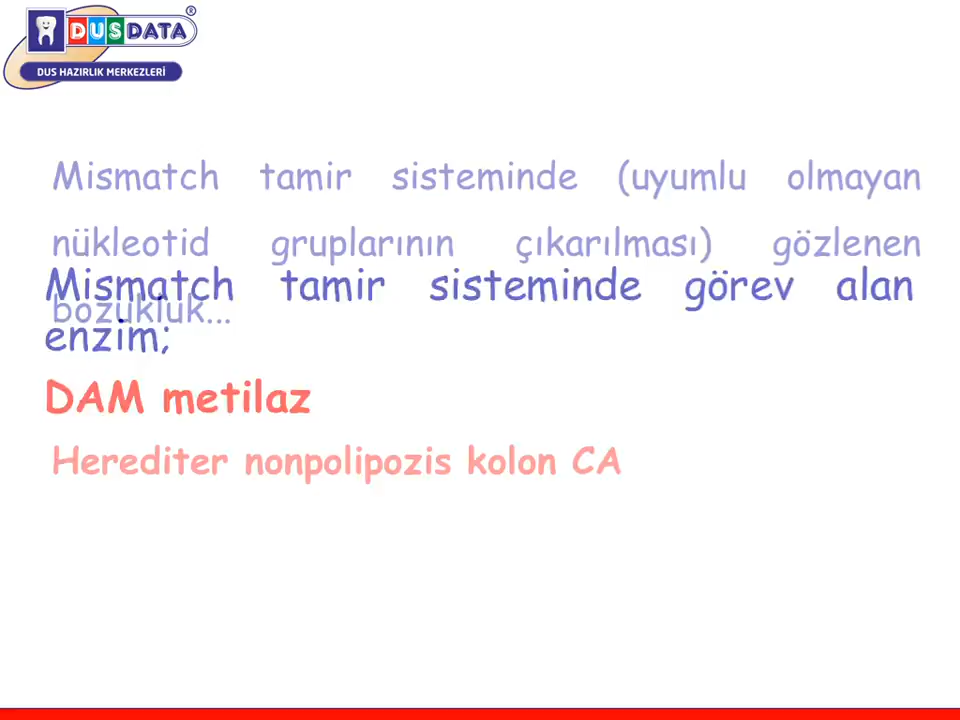 DUSDATA®
DUS HAZIRLIK MERKEZLERİ
Mismatch tamir sisteminde (uyumlu olmayan
nükleotid gruplarının çıkarılması) gözlenen
bozukluk...
Mismatch tamir sisteminde görev alan
enzim;
DAM metilaz
Herediter nonpolipozis kolon CA